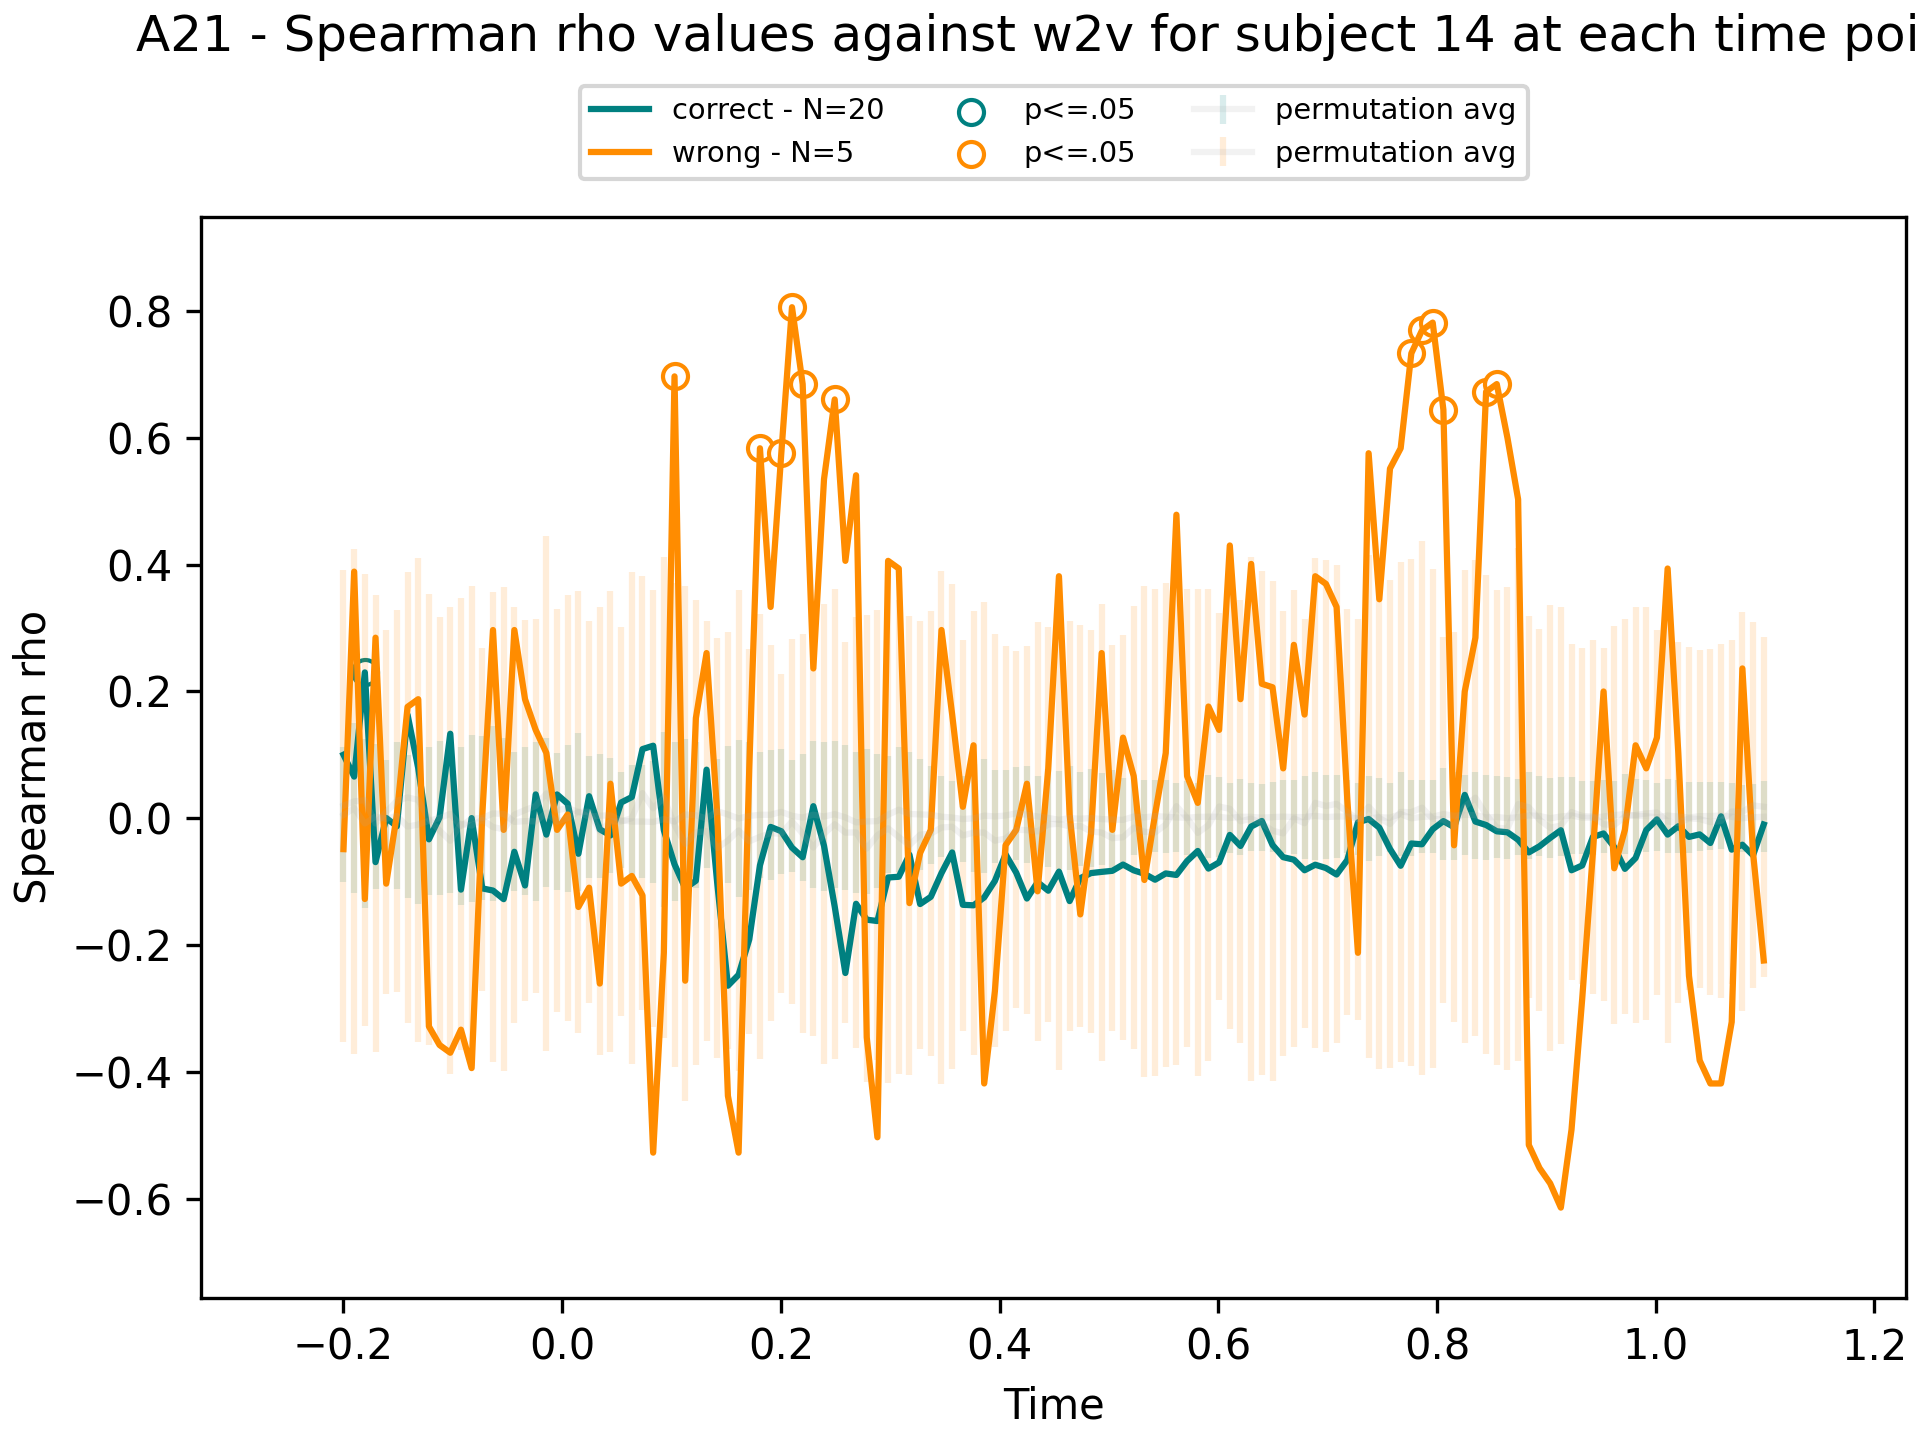 A21 - Spearman rho values against w2v for subject 14 at each time poi
correct - N=20 p<=.05 permutation avg
wrong - N=5 p<=.05 permutation avg
0.8
0.6
0.4
0.2
0.0
−0.2
−0.4
−0.6
Spearman rho
−0.2 0.0 0.2 0.4 0.6 0.8 1.0 1.2
Time